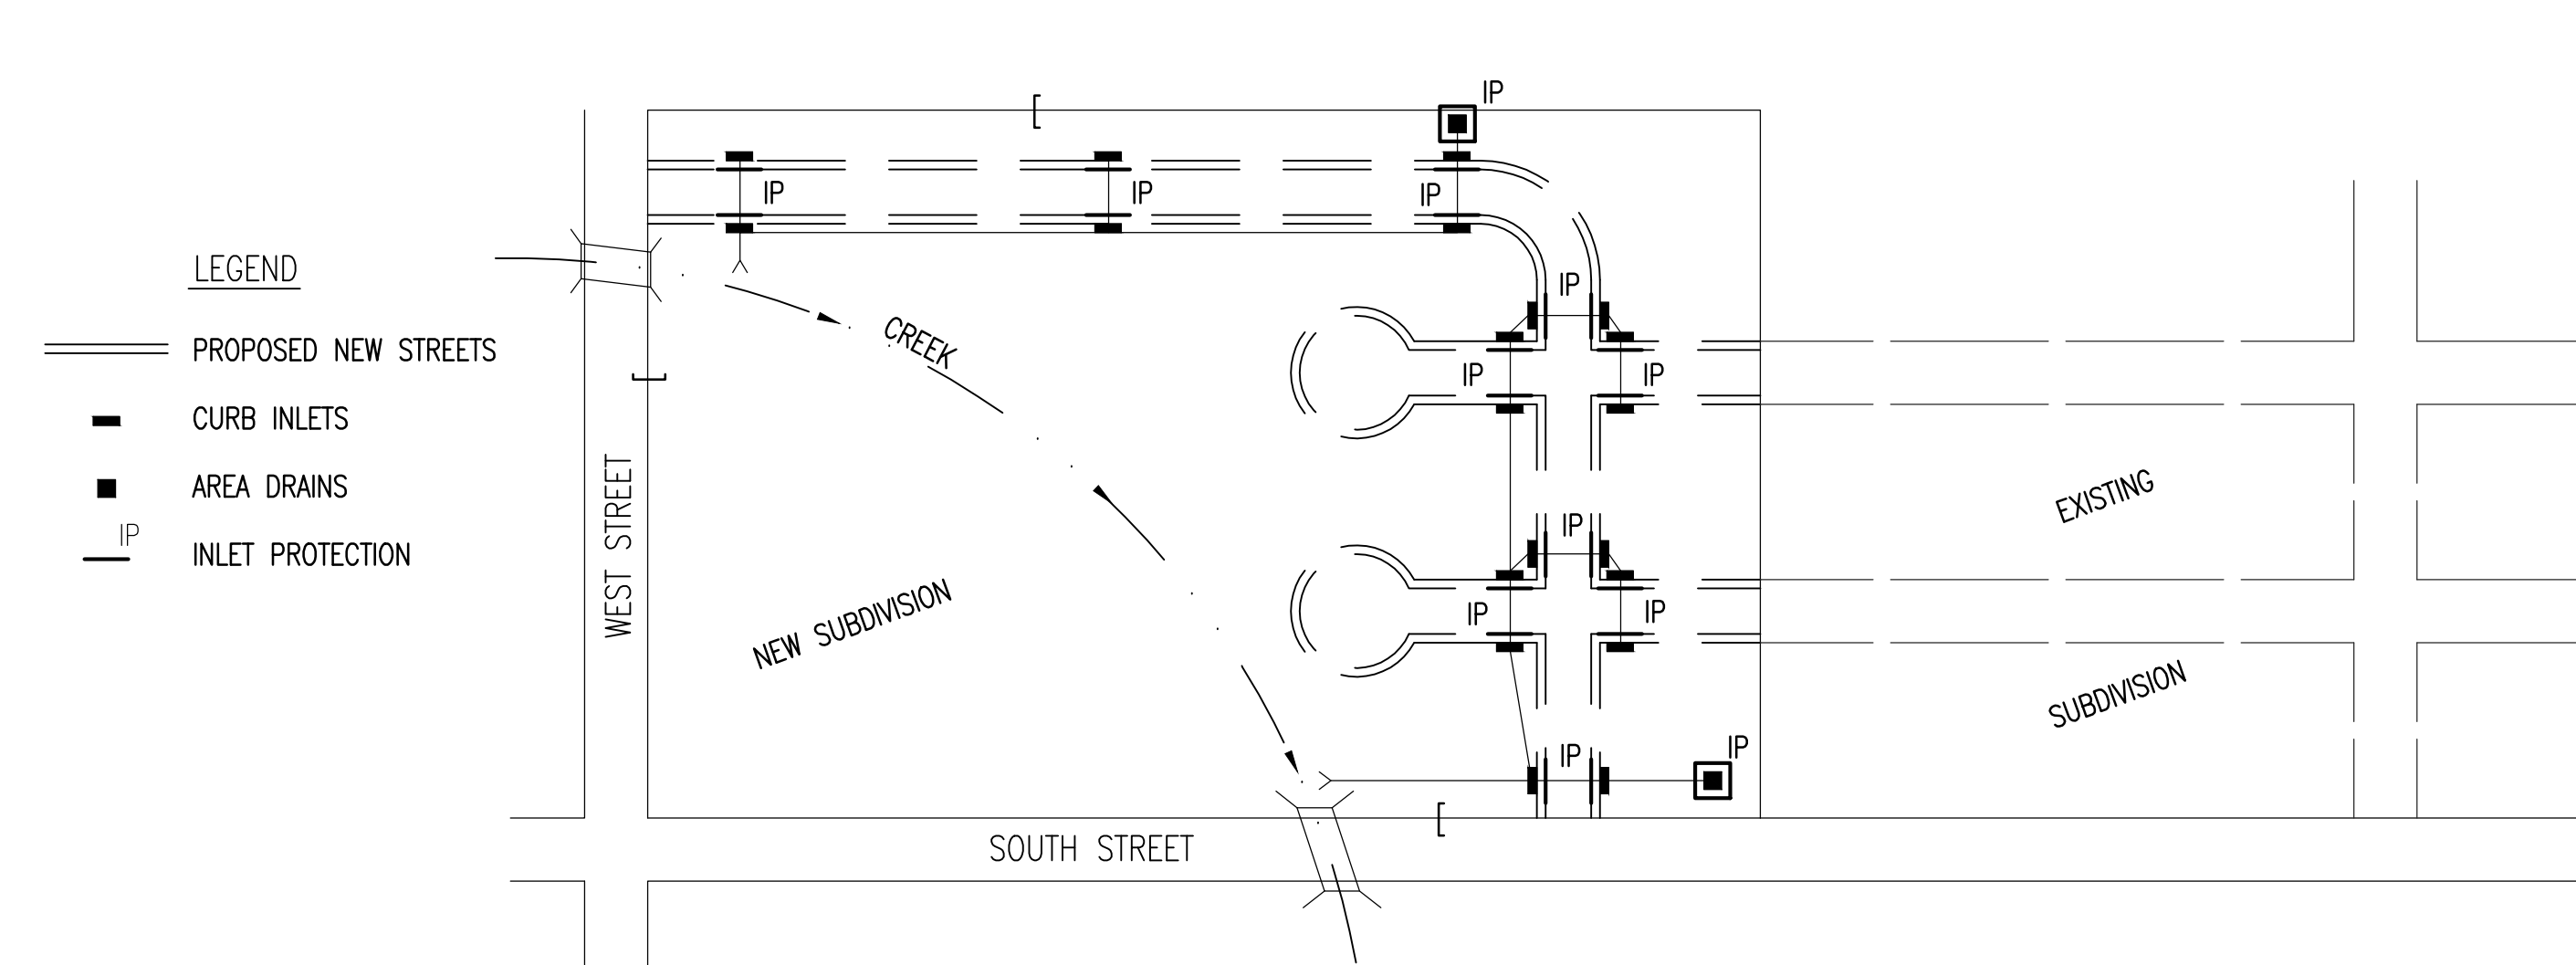 LEGEND
PROPOSED NEW STREETS
CURB INLETS
AREA DRAINS
IP
INLET PROTECTION
IP
IP
IP
IP
CREEK
IP
IP
IP
WEST STREET
NEW SUBDIVISION
IP
IP
IP
IP
IP
SOUTH STREET
EXISTING
SUBDIVISION